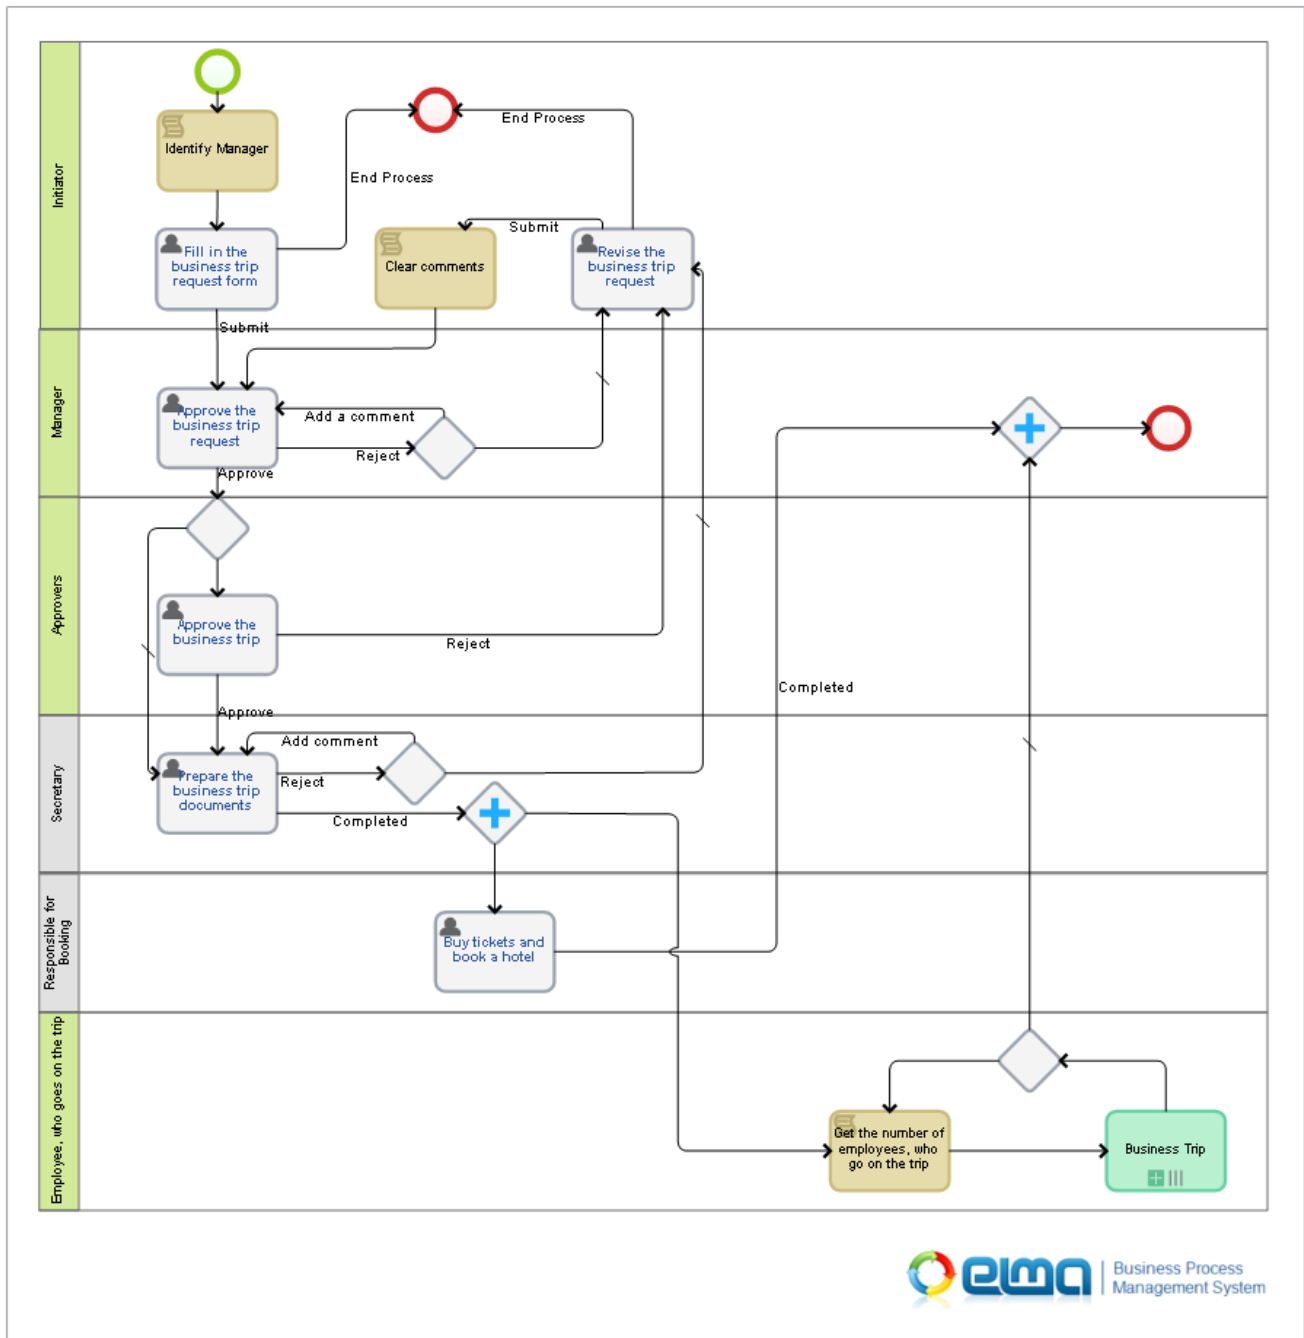 Initiator
Identify Manager
End Process
End Process
Fill in the
business trip
request form
Clear comments
Submit
Revise the
business trip
request
Submit
Manager
Approve the
business trip
request
Add a comment
Reject
Approve
Approvers
Approve the
business trip
Reject
Completed
Approve
Secretary
Add comment
Prepare the
business trip
documents
Reject
Completed
Responsible for
Booking
Buy tickets and
book a hotel
Employee, who goes on the trip
Get the number of
employees, who
go on the trip
Business Trip
elma
Business Process
Management System